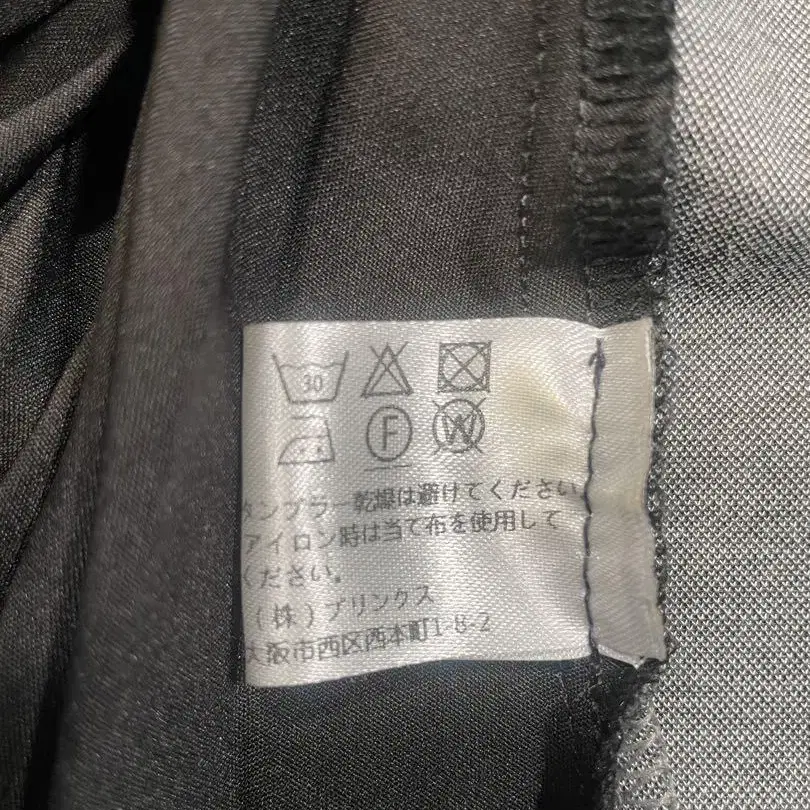 30
F
W
タンブラー乾燥は避けてください
アイロン時は当て布を使用して
ください。
(株)ブリンクス
大阪市西区西本町1-8-2